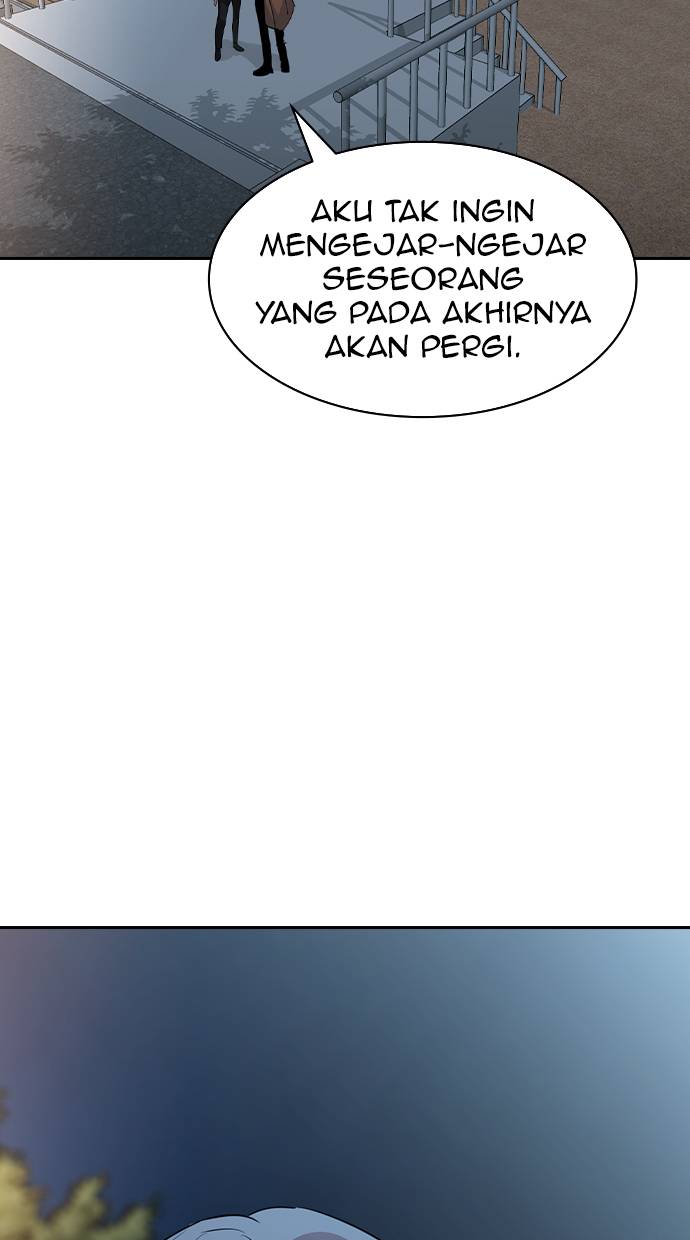 AKU TAK INGIN
MENGEJAR-NGEJAR
SESEORANG
YANG PADA AKHIRNYA
AKAN PERGI.